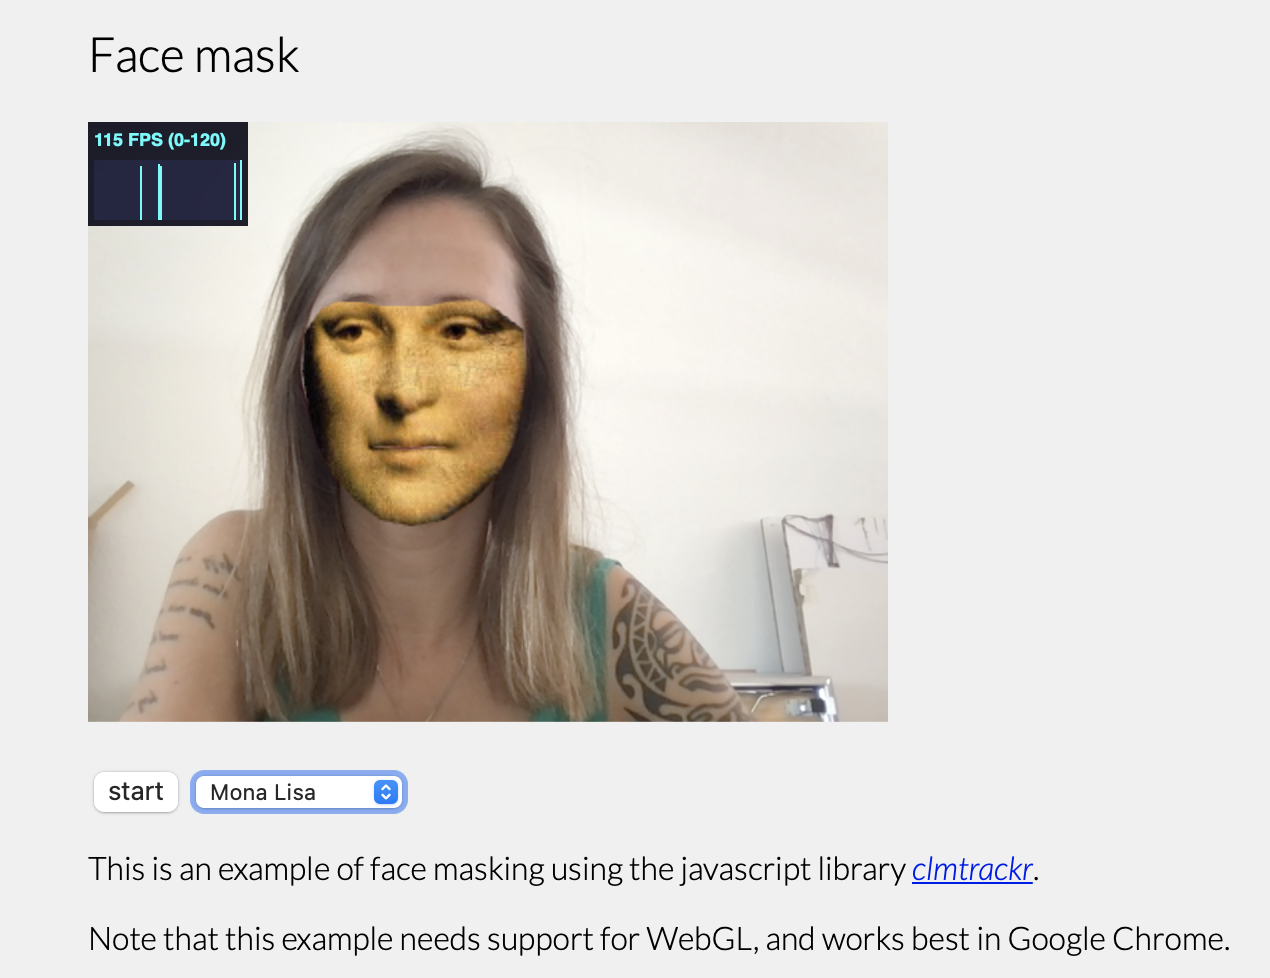 Face mask
115 FPS (0-120)
start
Mona Lisa
This is an example of face masking using the javascript library clmtrackr.
Note that this example needs support for WebGL, and works best in Google Chrome.